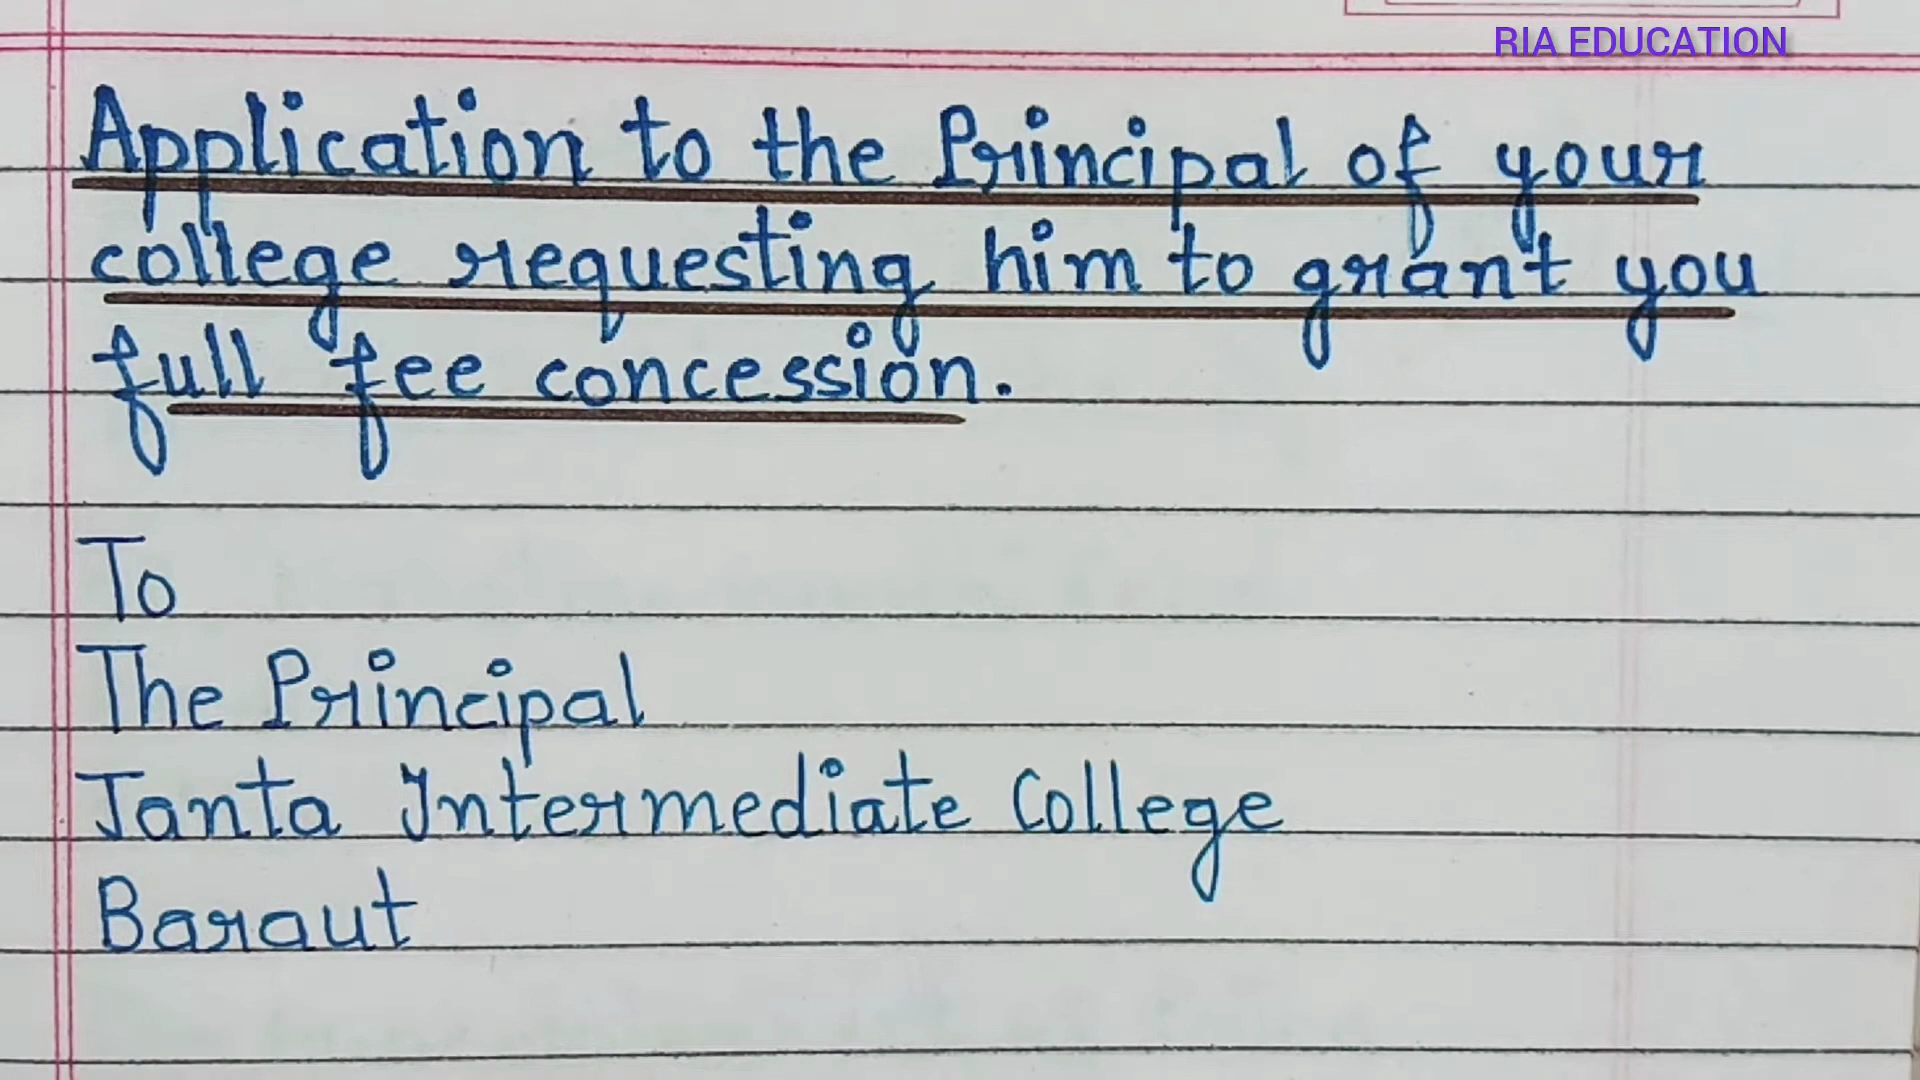 RIA EDUCATION
Application to the Principal of your
college requesting him to grant you
full fee concession.
To
The Principal
Janta Intermediate College
Baraut